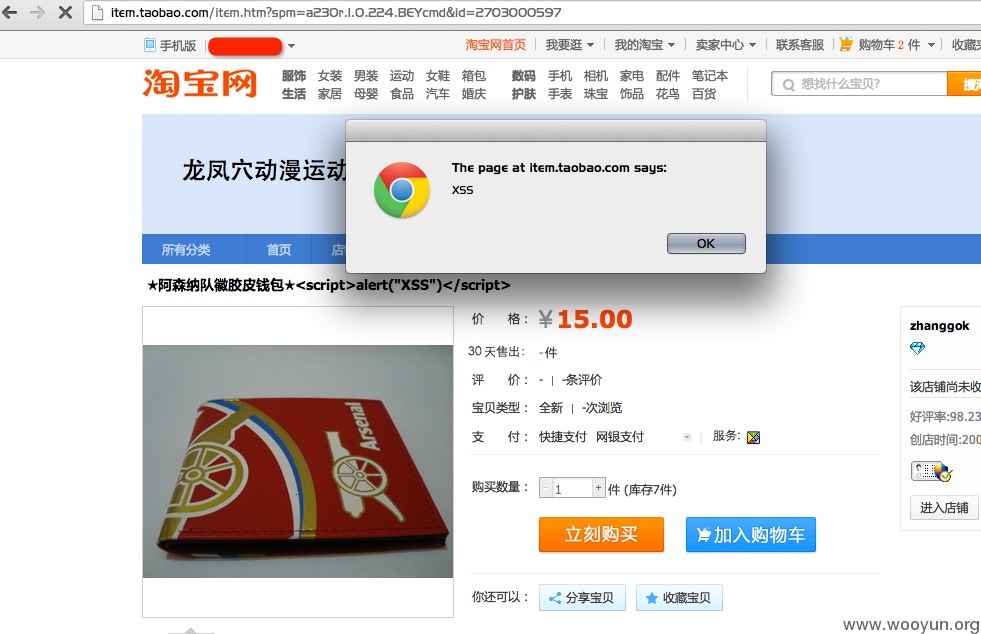 item.taobao.com/item.htm?spm=a230r.1.0.224.BEYcmd&id=2703000597
手机版 淘宝网首页 我要逛 我的淘宝 卖家中心 联系客服 购物车 2 件 收藏夹
淘宝网 服饰 女装 男装 运动 女鞋 箱包 数码 手机 相机 家电 配件 笔记本
生活 家居 母婴 食品 汽车 婚庆 护肤 手表 珠宝 饰品 花鸟 百货
想找什么宝贝? 搜
龙凤穴动漫运动
The page at item.taobao.com says:
XSS
OK
所有分类 首页 店
★阿森纳队徽胶皮钱包★<script>alert("XSS")</script>
价 格: ¥15.00
30 天售出: -件
评 价: - | -条评价
宝贝类型: 全新 | -次浏览
支 付: 快捷支付 网银支付 服务:
购买数量: - 1 + 件 (库存7件)
立刻购买 加入购物车
你还可以: 分享宝贝 收藏宝贝
Arsenal
zhanggok
该店铺尚未收
好评率:98.23
创店时间:200
进入店铺
www.wooyun.org